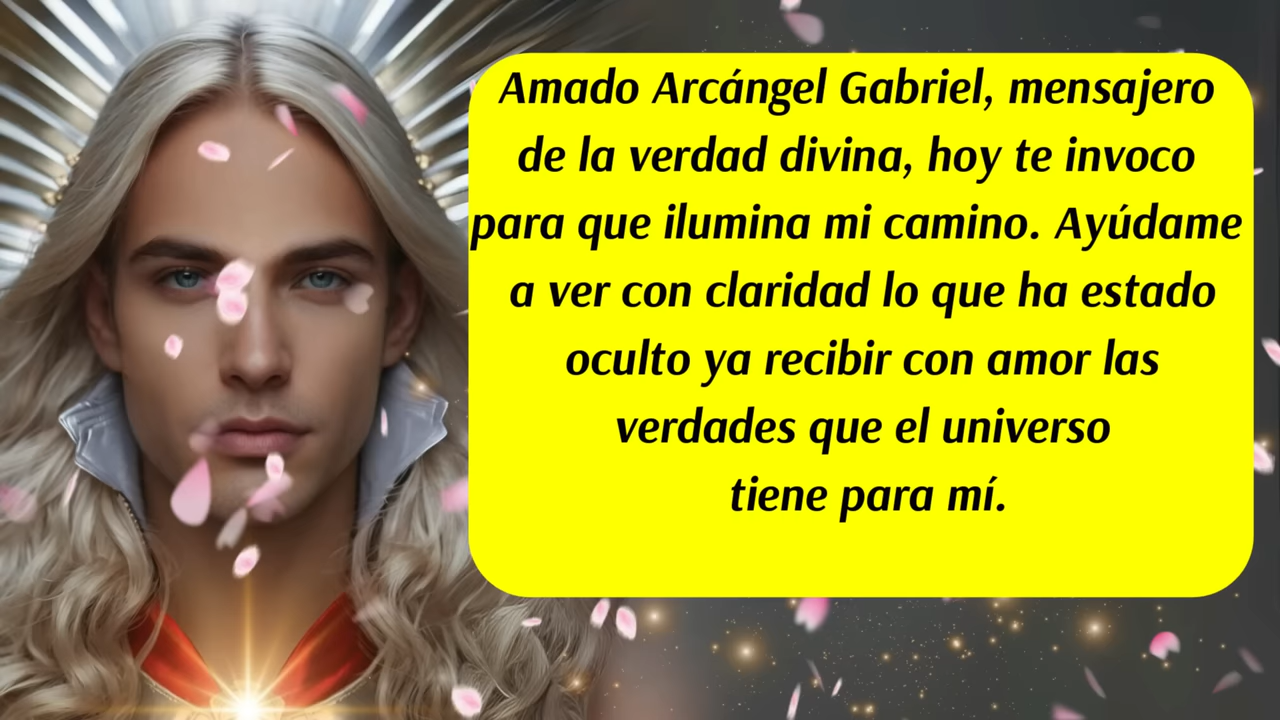 Amado Arcángel Gabriel, mensajero
de la verdad divina, hoy te invoco
para que ilumina mi camino. Ayúdame
a ver con claridad lo que ha estado
oculto ya recibir con amor las
verdades que el universo
tiene para mí.